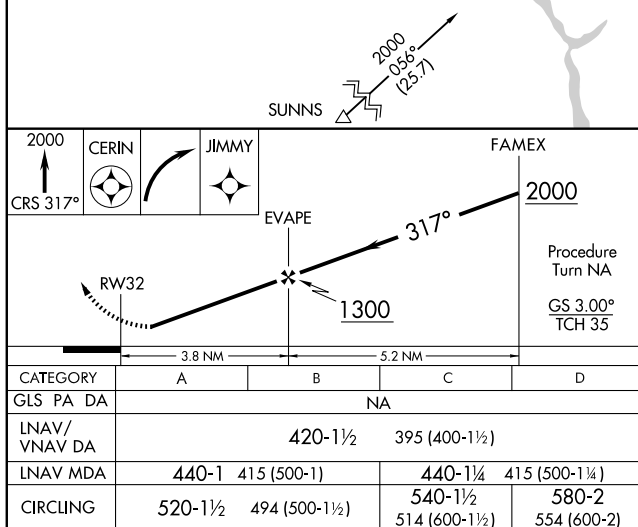 2000
056°
(25.7)
SUNNS
2000
CRS 317°
CERIN
JIMMY
FAMEX
2000
EVAPE
317°
RW32
1300
Procedure
Turn NA
GS 3.00°
TCH 35
3.8 NM
5.2 NM
CATEGORY A B C D
GLS PA DA NA
LNAV/
VNAV DA 420-1½ 395 (400-1½)
LNAV MDA 440-1 415 (500-1) 440-1¼ 415 (500-1¼)
CIRCLING 520-1½ 494 (500-1½) 540-1½ 580-2
514 (600-1½) 554 (600-2)